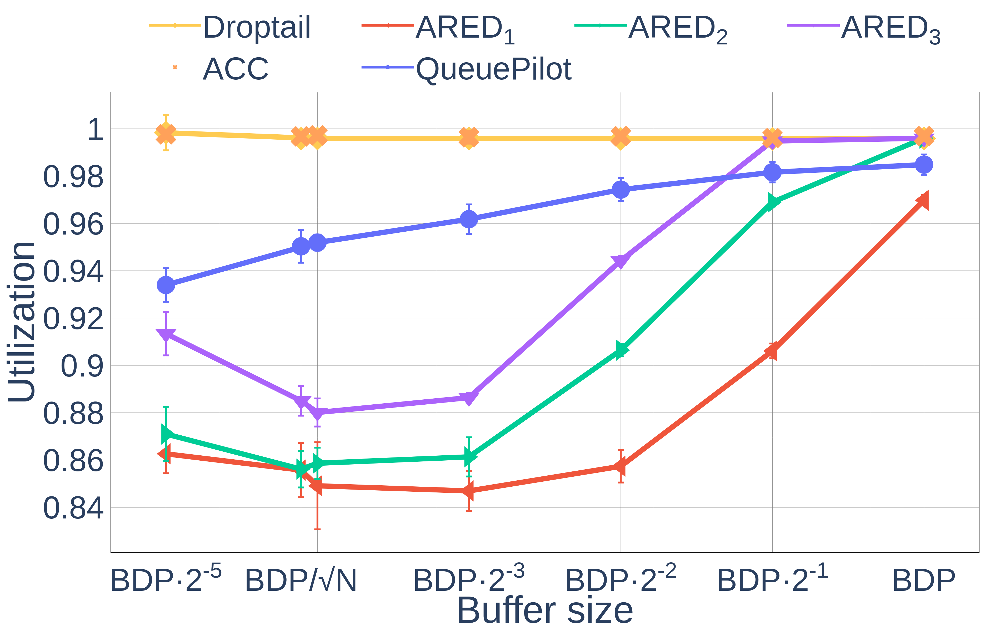 Droptail ARED₁ ARED₂ ARED₃
ACC QueuePilot
1
0.98
0.96
0.94
0.92
0.9
0.88
0.86
0.84
Utilization
BDP·2⁻⁵ BDP/√N BDP·2⁻³ BDP·2⁻² BDP·2⁻¹ BDP
Buffer size